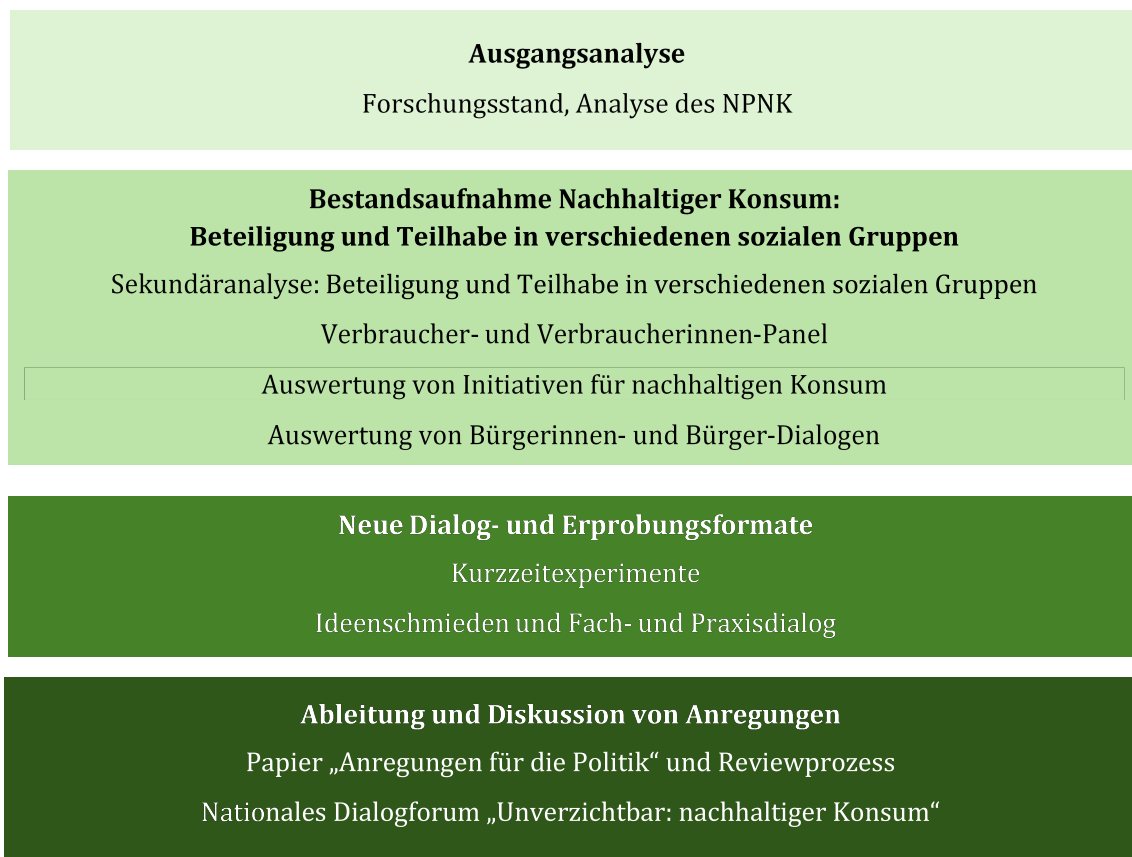 Ausgangsanalyse
Forschungsstand, Analyse des NPNK
Bestandsaufnahme Nachhaltiger Konsum:
Beteiligung und Teilhabe in verschiedenen sozialen Gruppen
Sekundäranalyse: Beteiligung und Teilhabe in verschiedenen sozialen Gruppen
Verbraucher- und Verbraucherinnen-Panel
Auswertung von Initiativen für nachhaltigen Konsum
Auswertung von Bürgerinnen- und Bürger-Dialogen
Neue Dialog- und Erprobungsformate
Kurzzeitexperimente
Ideenschmieden und Fach- und Praxisdialog
Ableitung und Diskussion von Anregungen
Papier „Anregungen für die Politik“ und Reviewprozess
Nationales Dialogforum „Unverzichtbar: nachhaltiger Konsum“